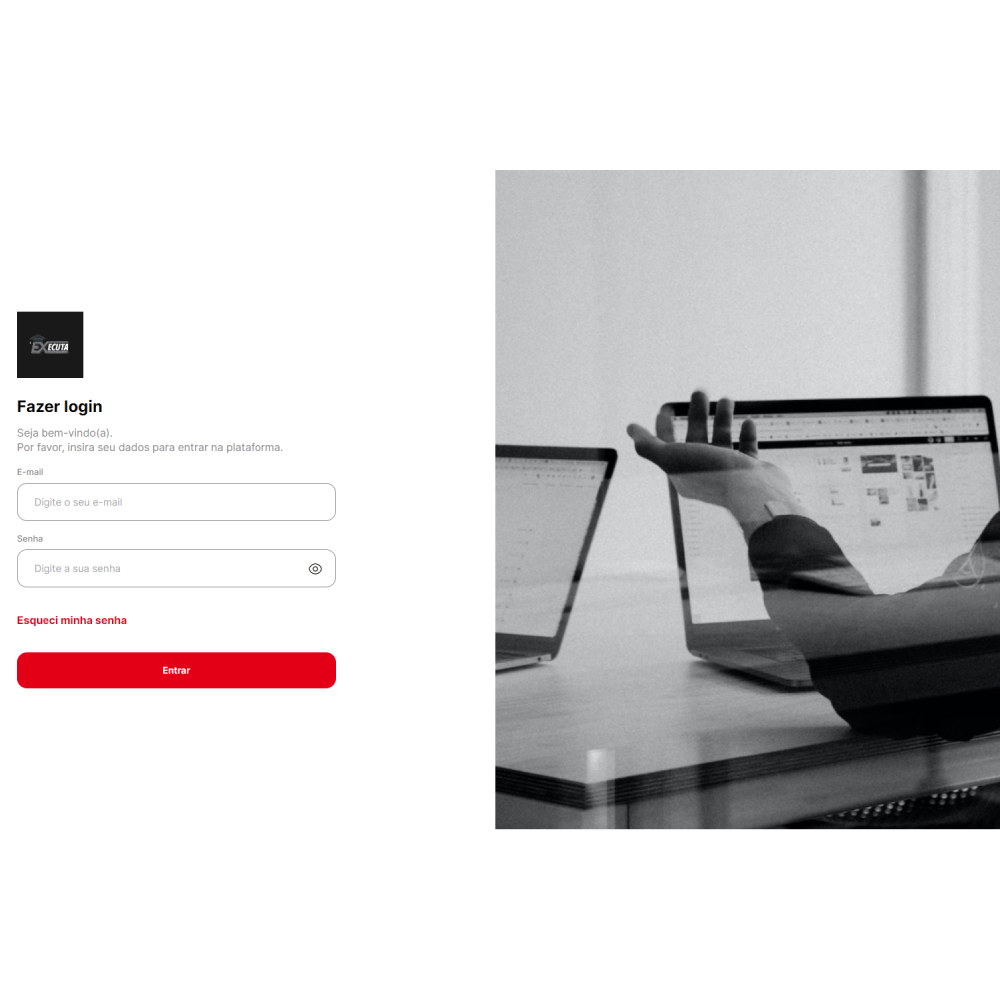 EXECUTA
Fazer login
Seja bem-vindo(a).
Por favor, insira seu dados para entrar na plataforma.
E-mail
Digite o seu e-mail
Senha
Digite a sua senha
Esqueci minha senha
Entrar